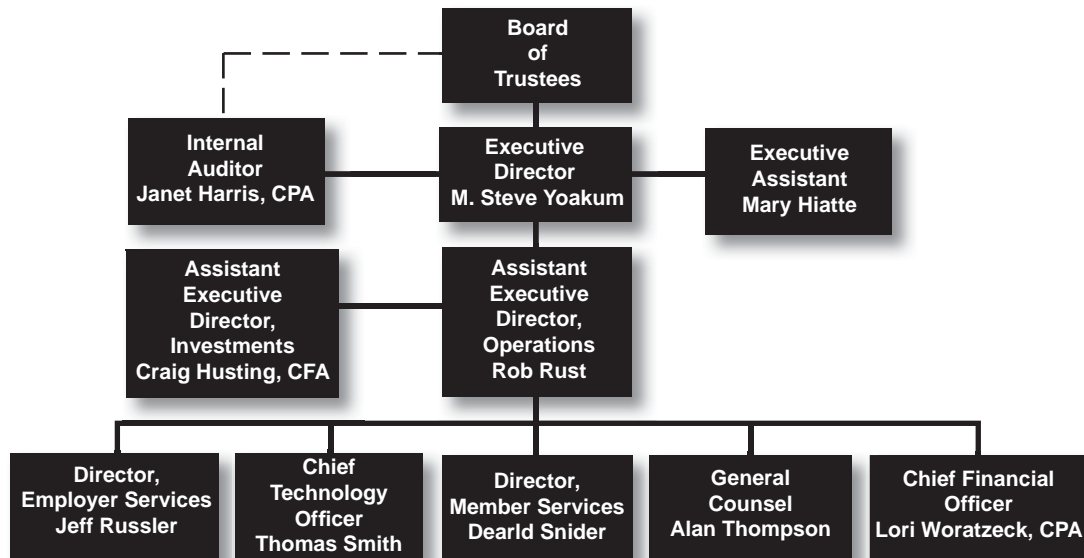 Board
of
Trustees
Internal
Auditor
Janet Harris, CPA
Executive
Director
M. Steve Yoakum
Executive
Assistant
Mary Hiatte
Assistant
Executive
Director,
Investments
Craig Husting, CFA
Assistant
Executive
Director,
Operations
Rob Rust
Director,
Employer Services
Jeff Russler
Chief
Technology
Officer
Thomas Smith
Director,
Member Services
Dearld Snider
General
Counsel
Alan Thompson
Chief Financial
Officer
Lori Woratzeck, CPA